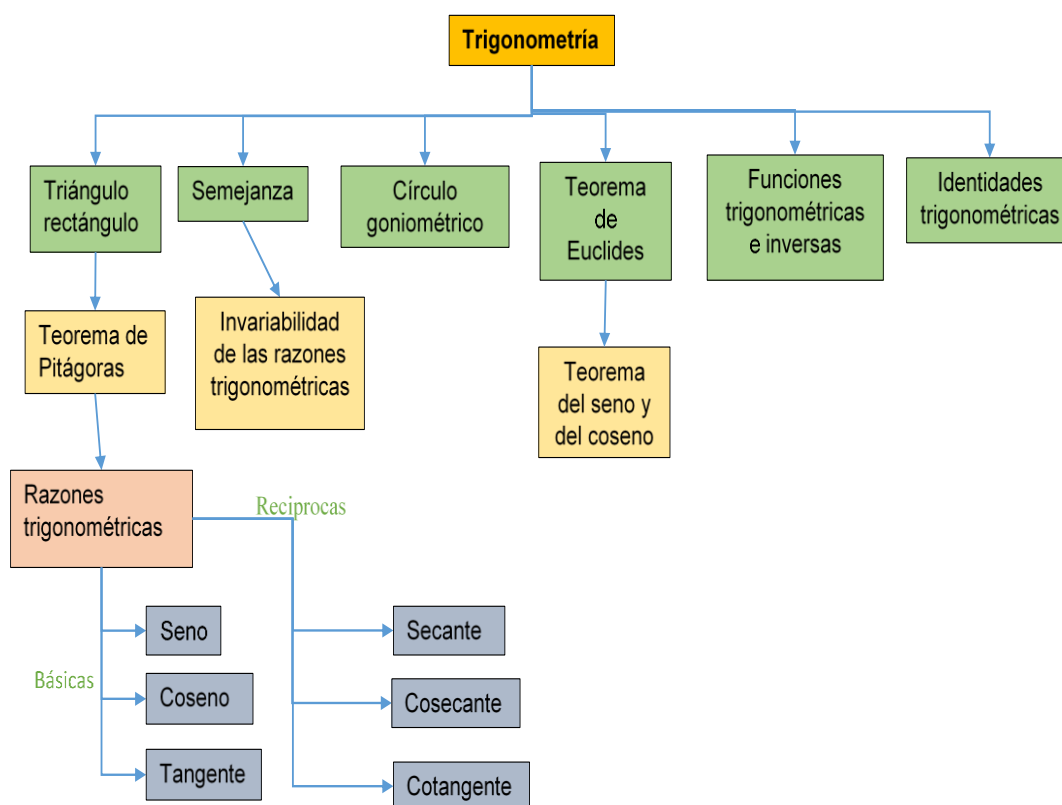 Trigonometría
Triángulo
rectángulo
Semejanza
Círculo
goniométrico
Teorema
de
Euclides
Funciones
trigonométricas
e inversas
Identidades
trigonométricas
Teorema de
Pitágoras
Invariabilidad
de las razones
trigonométricas
Teorema
del seno y
del coseno
Razones
trigonométricas
Reciprocas
Básicas
Seno
Coseno
Tangente
Secante
Cosecante
Cotangente